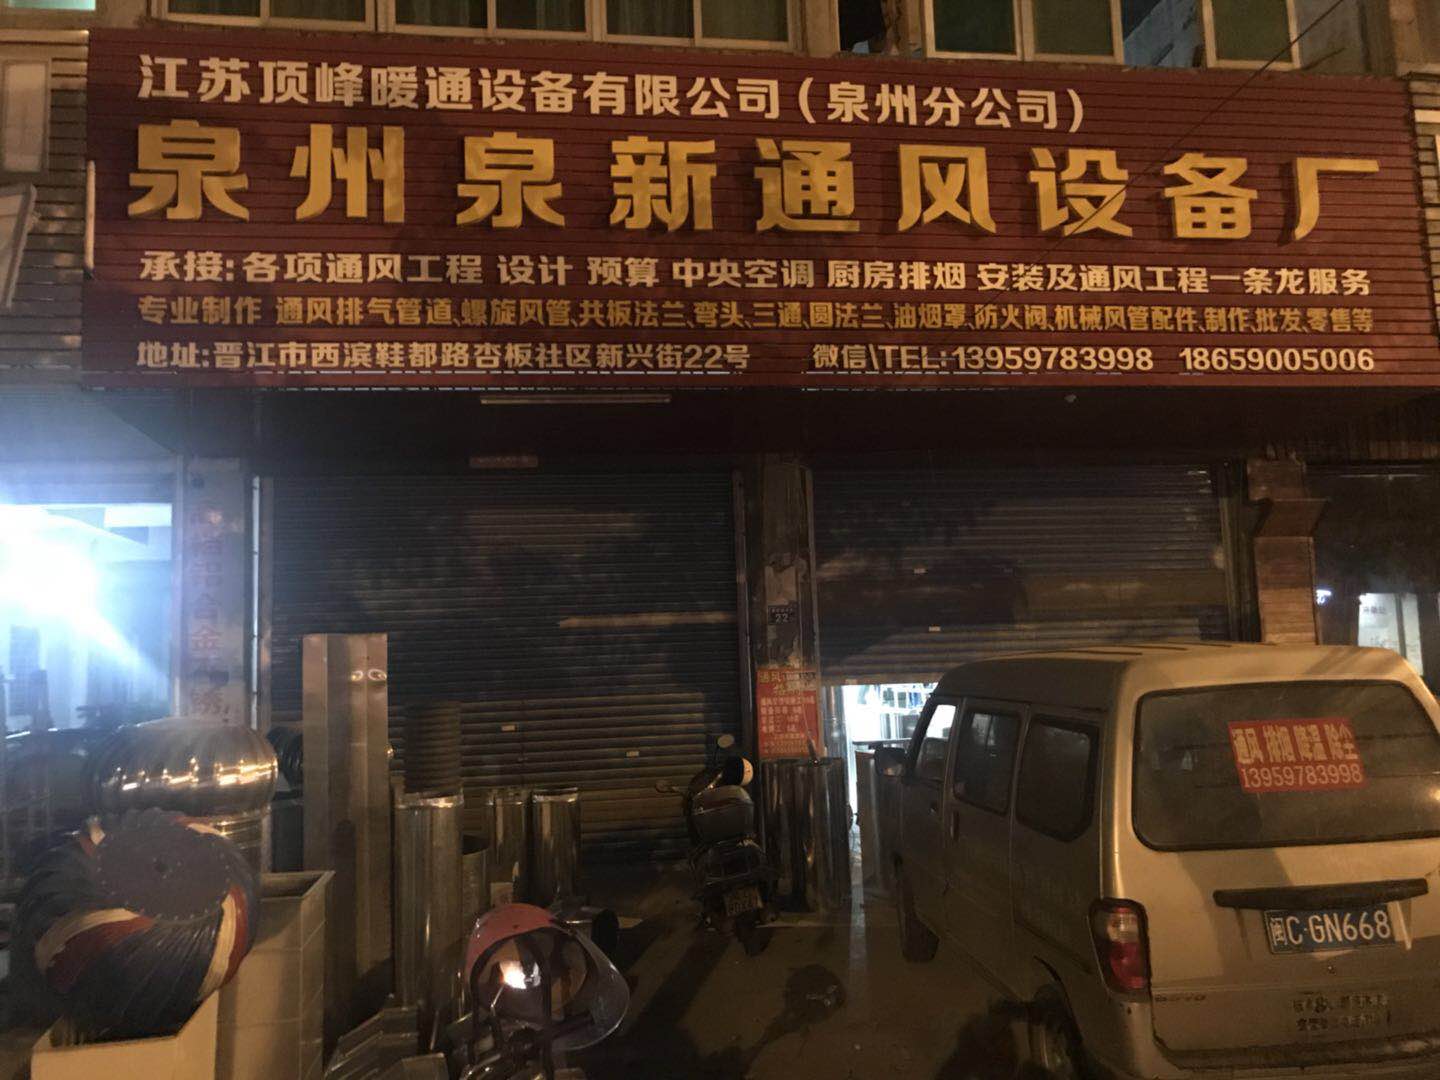 江苏顶峰暖通设备有限公司(泉州分公司)
泉州泉新通风设备厂
承接:各项通风工程 设计 预算 中央空调 厨房排烟 安装及通风工程一条龙服务
专业制作 通风排气管道、螺旋风管、共板法兰、弯头、三通、圆法兰、油烟罩、防火阀、机械风管配件、制作、批发、零售等
地址:晋江市西滨鞋都路杏板社区新兴街22号 微信\TEL:13959783998 18659005006
22
通风 排烟 降温 除尘
13959783998
闽C·GN668